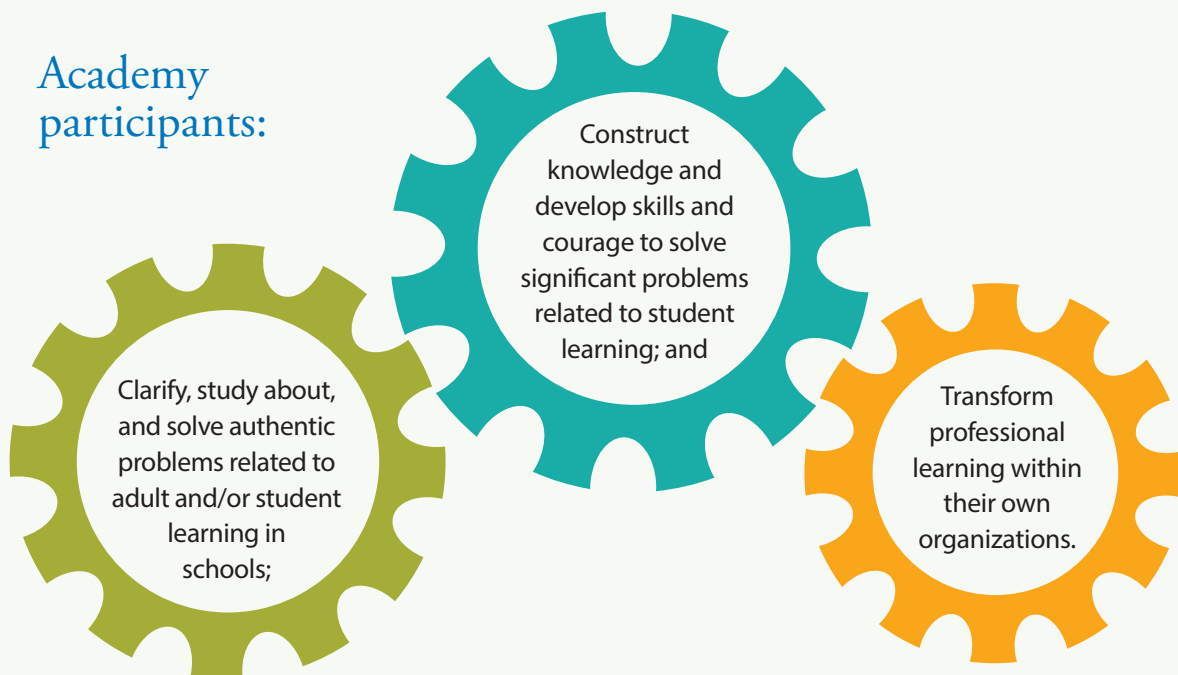 Academy
participants:
Clarify, study about,
and solve authentic
problems related to
adult and/or student
learning in
schools;
Construct
knowledge and
develop skills and
courage to solve
significant problems
related to student
learning; and
Transform
professional
learning within
their own
organizations.